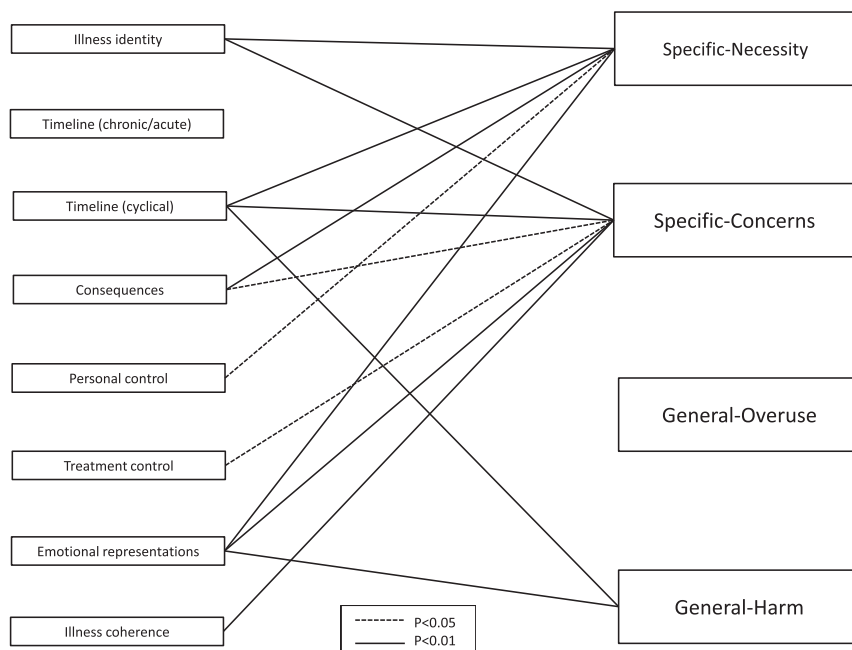 Illness identity
Specific-Necessity
Timeline (chronic/acute)
Timeline (cyclical)
Specific-Concerns
Consequences
Personal control
General-Overuse
Treatment control
Emotional representations
General-Harm
Illness coherence
P<0.05
P<0.01